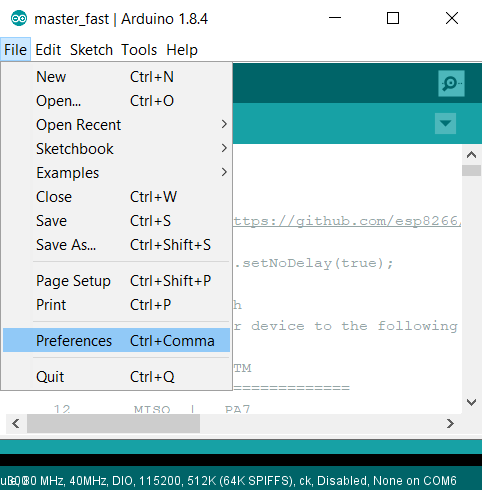 master_fast | Arduino 1.8.4
File Edit Sketch Tools Help
New Ctrl+N
Open... Ctrl+O
Open Recent
Sketchbook
Examples
Close Ctrl+W
Save Ctrl+S
ttps://github.com/esp8266/
Save As... Ctrl+Shift+S
.setNoDelay(true);
Page Setup Ctrl+Shift+P
Print Ctrl+P
r device to the following
Preferences Ctrl+Comma
TM
Quit Ctrl+Q
=============
12 MISO | PA7
80 MHz, 40MHz, DIO, 115200, 512K (64K SPIFFS), ck, Disabled, None on COM6